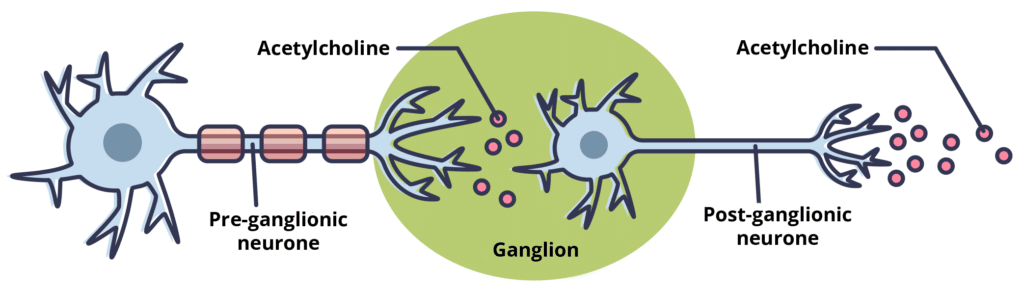 Acetylcholine
Acetylcholine
Pre-ganglionic
neurone
Ganglion
Post-ganglionic
neurone